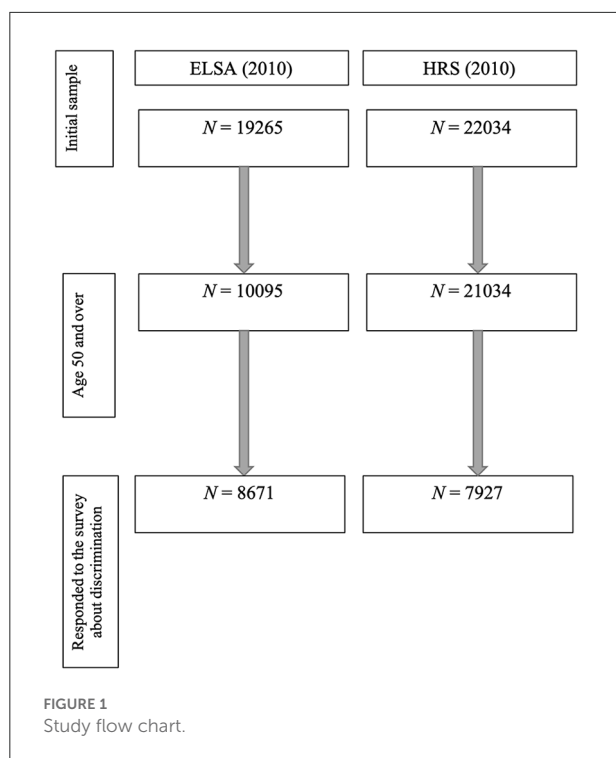 ELSA (2010)
HRS (2010)
Initial sample
N = 19265
N = 22034
Age 50 and over
N = 10095
N = 21034
Responded to the survey
about discrimination
N = 8671
N = 7927
FIGURE 1
Study flow chart.